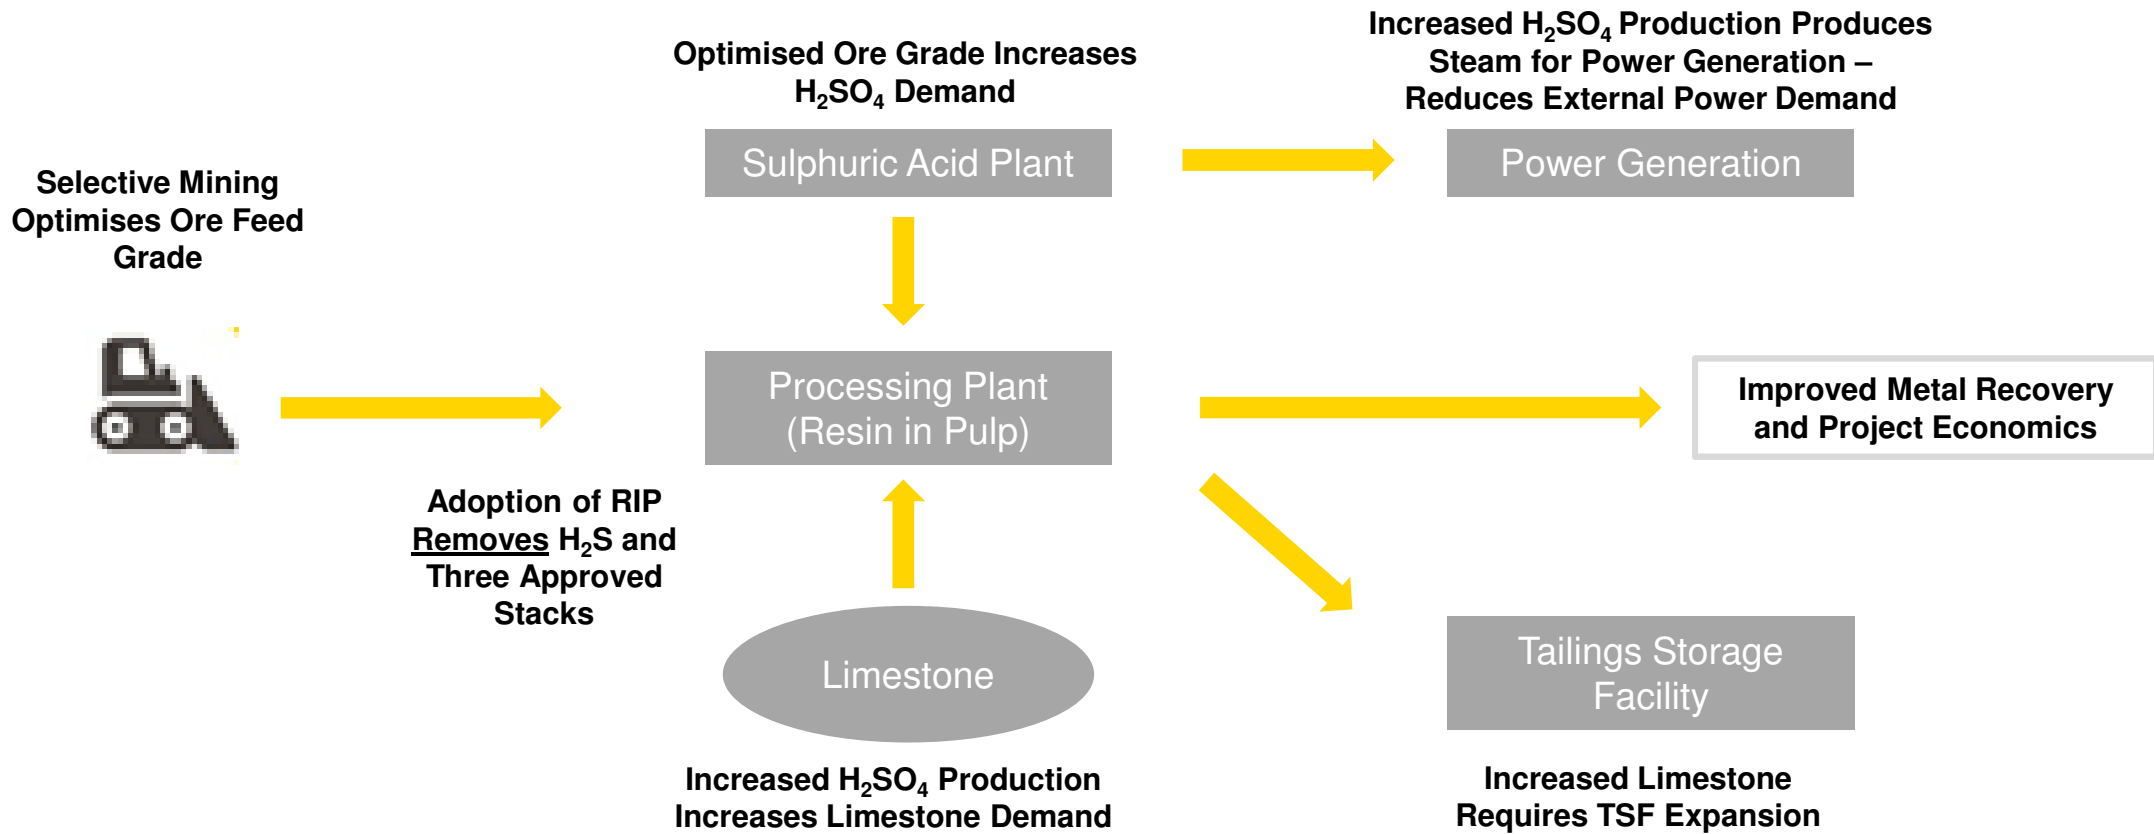 Increased H₂SO₄ Production Produces
Steam for Power Generation –
Reduces External Power Demand
Optimised Ore Grade Increases
H₂SO₄ Demand
Sulphuric Acid Plant
Power Generation
Selective Mining
Optimises Ore Feed
Grade
Processing Plant
(Resin in Pulp)
Improved Metal Recovery
and Project Economics
Adoption of RIP
Removes H₂S and
Three Approved
Stacks
Limestone
Tailings Storage
Facility
Increased H₂SO₄ Production
Increases Limestone Demand
Increased Limestone
Requires TSF Expansion